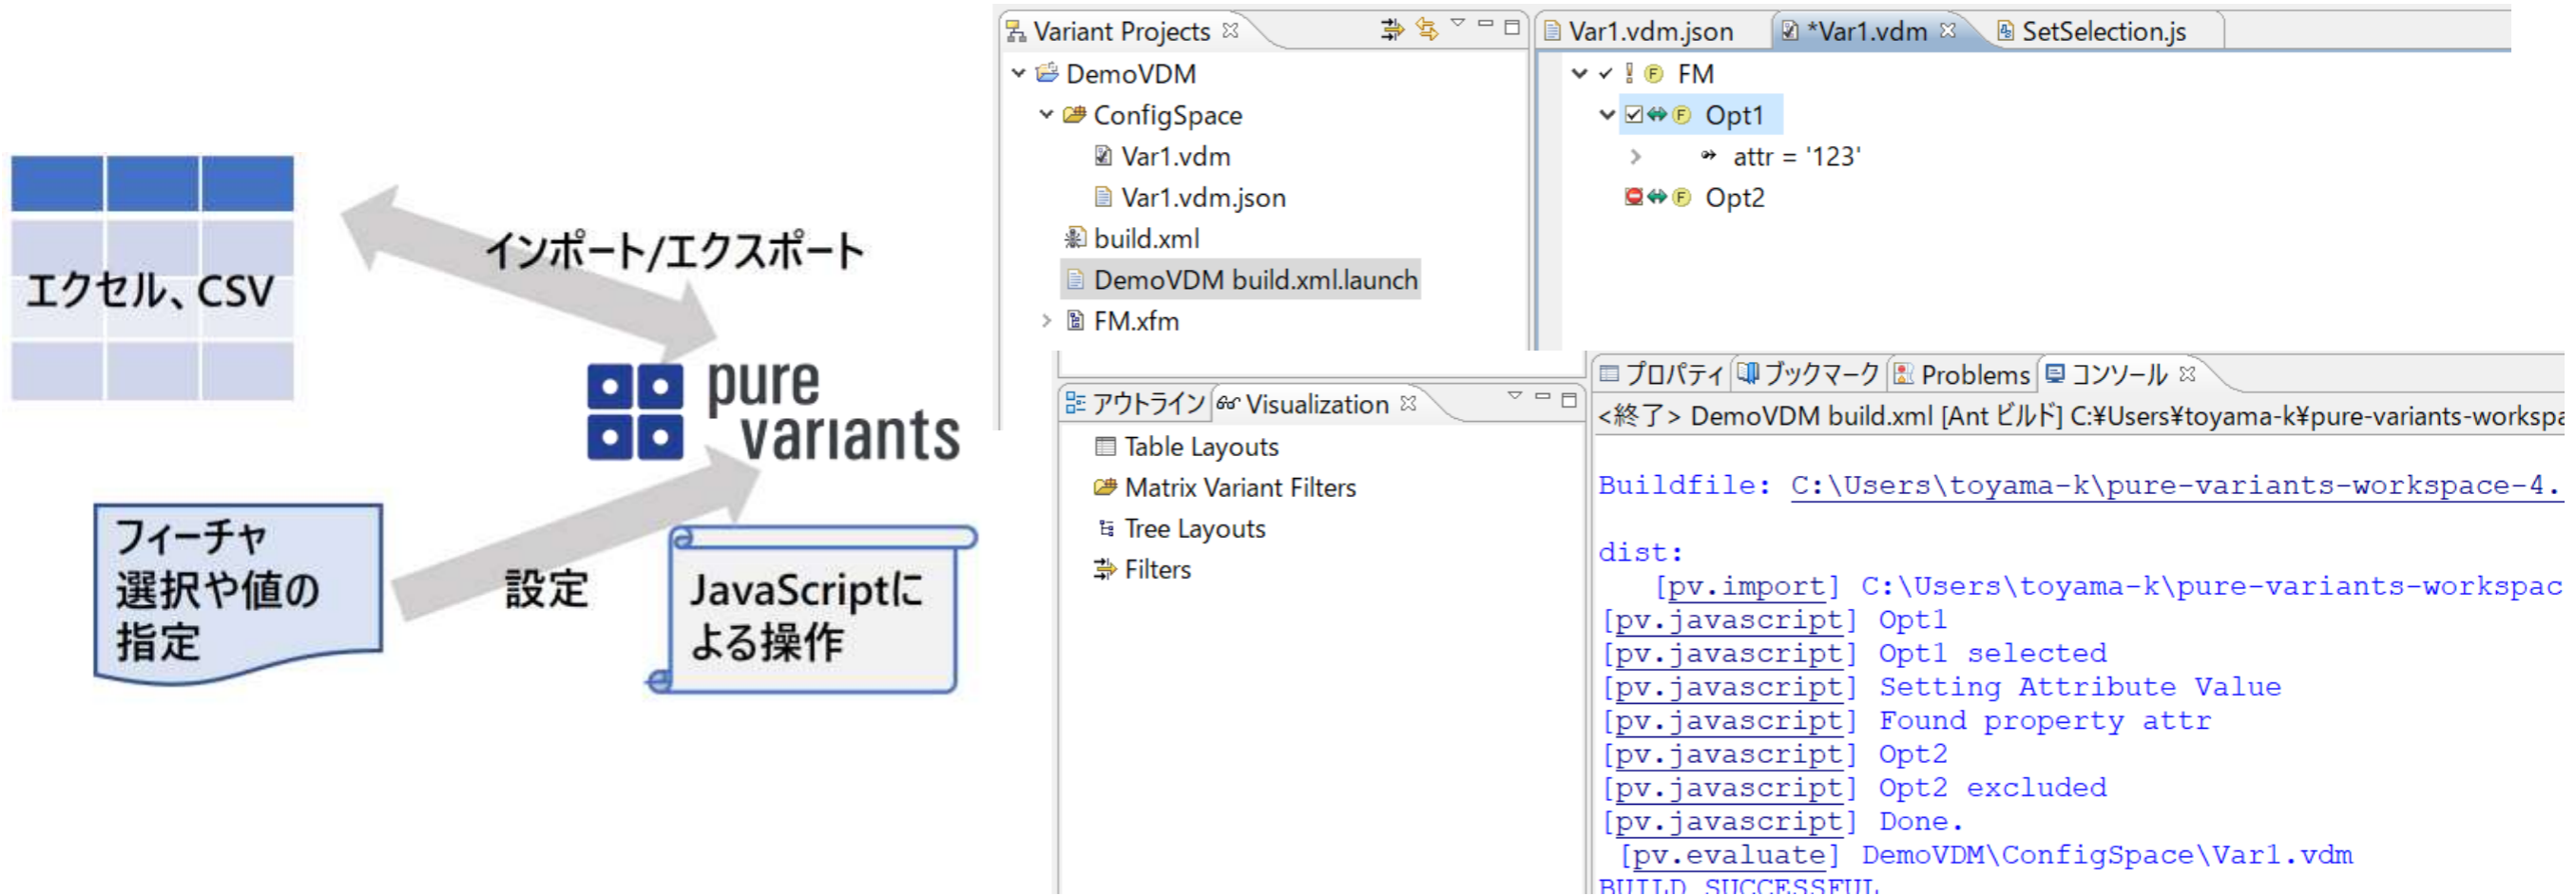 エクセル、CSV
インポート/エクスポート
pure
variants
フィーチャ
選択や値の
指定
設定
JavaScriptに
よる操作
Variant Projects
DemoVDM
ConfigSpace
Var1.vdm
Var1.vdm.json
build.xml
DemoVDM build.xml.launch
FM.xfm
Var1.vdm.json *Var1.vdm SetSelection.js
FM
Opt1
attr = '123'
Opt2
アウトライン Visualization
Table Layouts
Matrix Variant Filters
Tree Layouts
Filters
プロパティ ブックマーク Problems コンソール
<終了> DemoVDM build.xml [Ant ビルド] C:¥Users¥toyama-k¥pure-variants-workspa
Buildfile: C:\Users\toyama-k\pure-variants-workspace-4.
dist:
[pv.import] C:\Users\toyama-k\pure-variants-workspac
[pv.javascript] Opt1
[pv.javascript] Opt1 selected
[pv.javascript] Setting Attribute Value
[pv.javascript] Found property attr
[pv.javascript] Opt2
[pv.javascript] Opt2 excluded
[pv.javascript] Done.
[pv.evaluate] DemoVDM\ConfigSpace\Var1.vdm
BUILD SUCCESSFUL